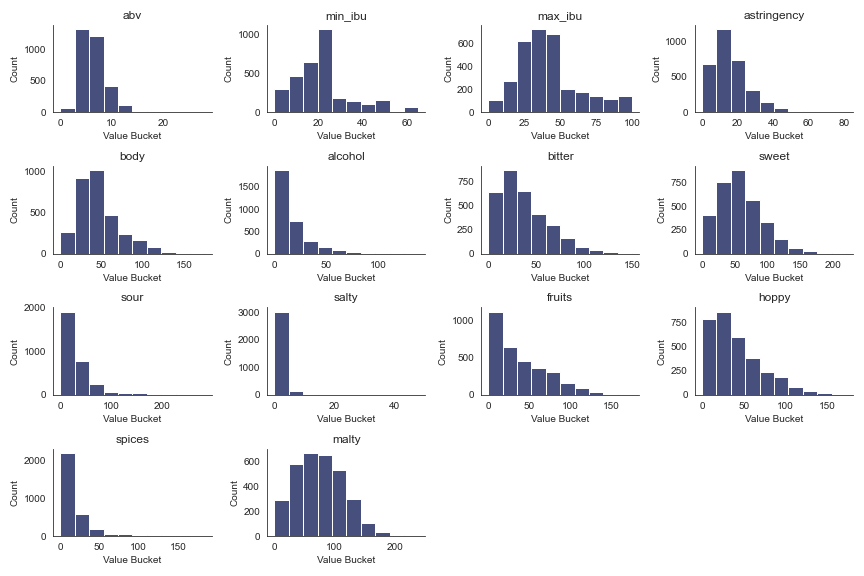 abv
min_ibu
max_ibu
astringency
1000
500
0
Count
0 10 20
Value Bucket
1000
500
0
Count
0 20 40 60
Value Bucket
600
400
200
0
Count
0 25 50 75 100
Value Bucket
1000
500
0
Count
0 20 40 60 80
Value Bucket
body
alcohol
bitter
sweet
1000
500
0
Count
0 50 100 150
Value Bucket
1500
1000
500
0
Count
0 50 100
Value Bucket
750
500
250
0
Count
0 50 100 150
Value Bucket
750
500
250
0
Count
0 50 100 150 200
Value Bucket
sour
salty
fruits
hoppy
2000
1000
0
Count
0 100 200
Value Bucket
3000
2000
1000
0
Count
0 20 40
Value Bucket
1000
500
0
Count
0 50 100 150
Value Bucket
750
500
250
0
Count
0 50 100 150
Value Bucket
spices
malty
2000
1000
0
Count
0 50 100 150
Value Bucket
600
400
200
0
Count
0 100 200
Value Bucket